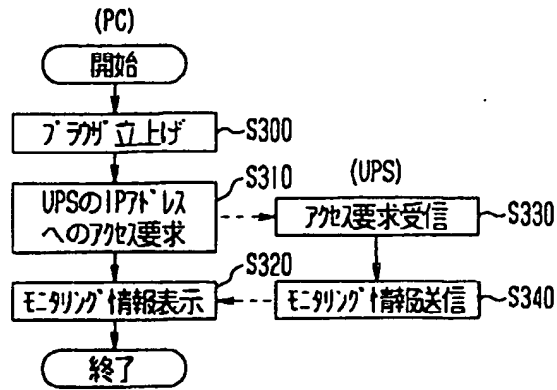 (PC)
開始
ブラウザ立上げ
S300
UPSのIPアドレス
へのアクセス要求
S310
(UPS)
アクセス要求受信
S330
モニタリング情報表示
S320
モニタリング情報送信
S340
終了